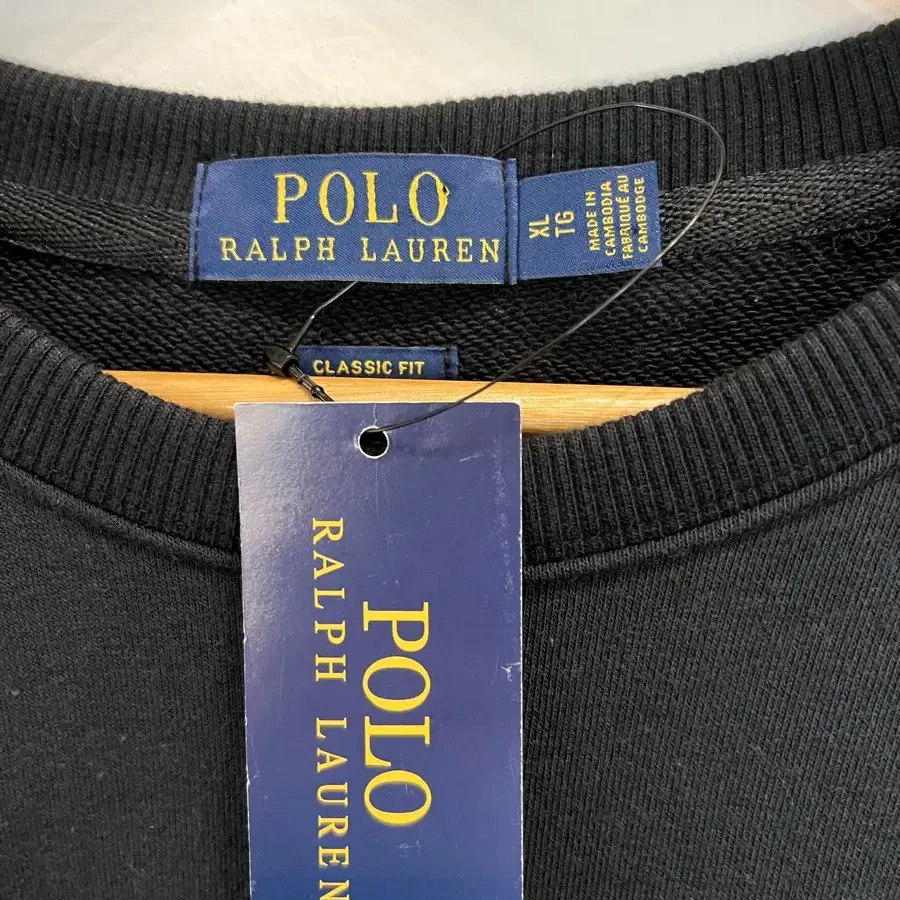 POLO
RALPH LAUREN
XL
TG
MADE IN
CAMBODIA
FABRIQUÉ AU
CAMBODGE
CLASSIC FIT
POLO
RALPH LAUREN